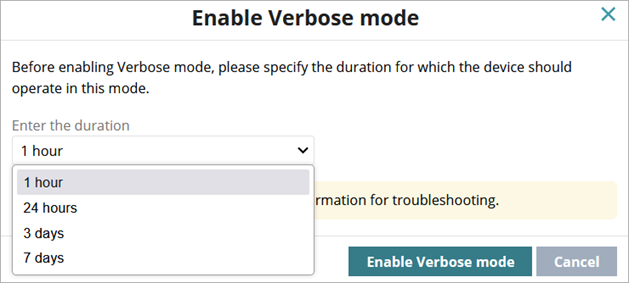 Enable Verbose mode
Before enabling Verbose mode, please specify the duration for which the device should
operate in this mode.
Enter the duration
1 hour
1 hour
24 hours
3 days
7 days
rmation for troubleshooting.
Enable Verbose mode
Cancel